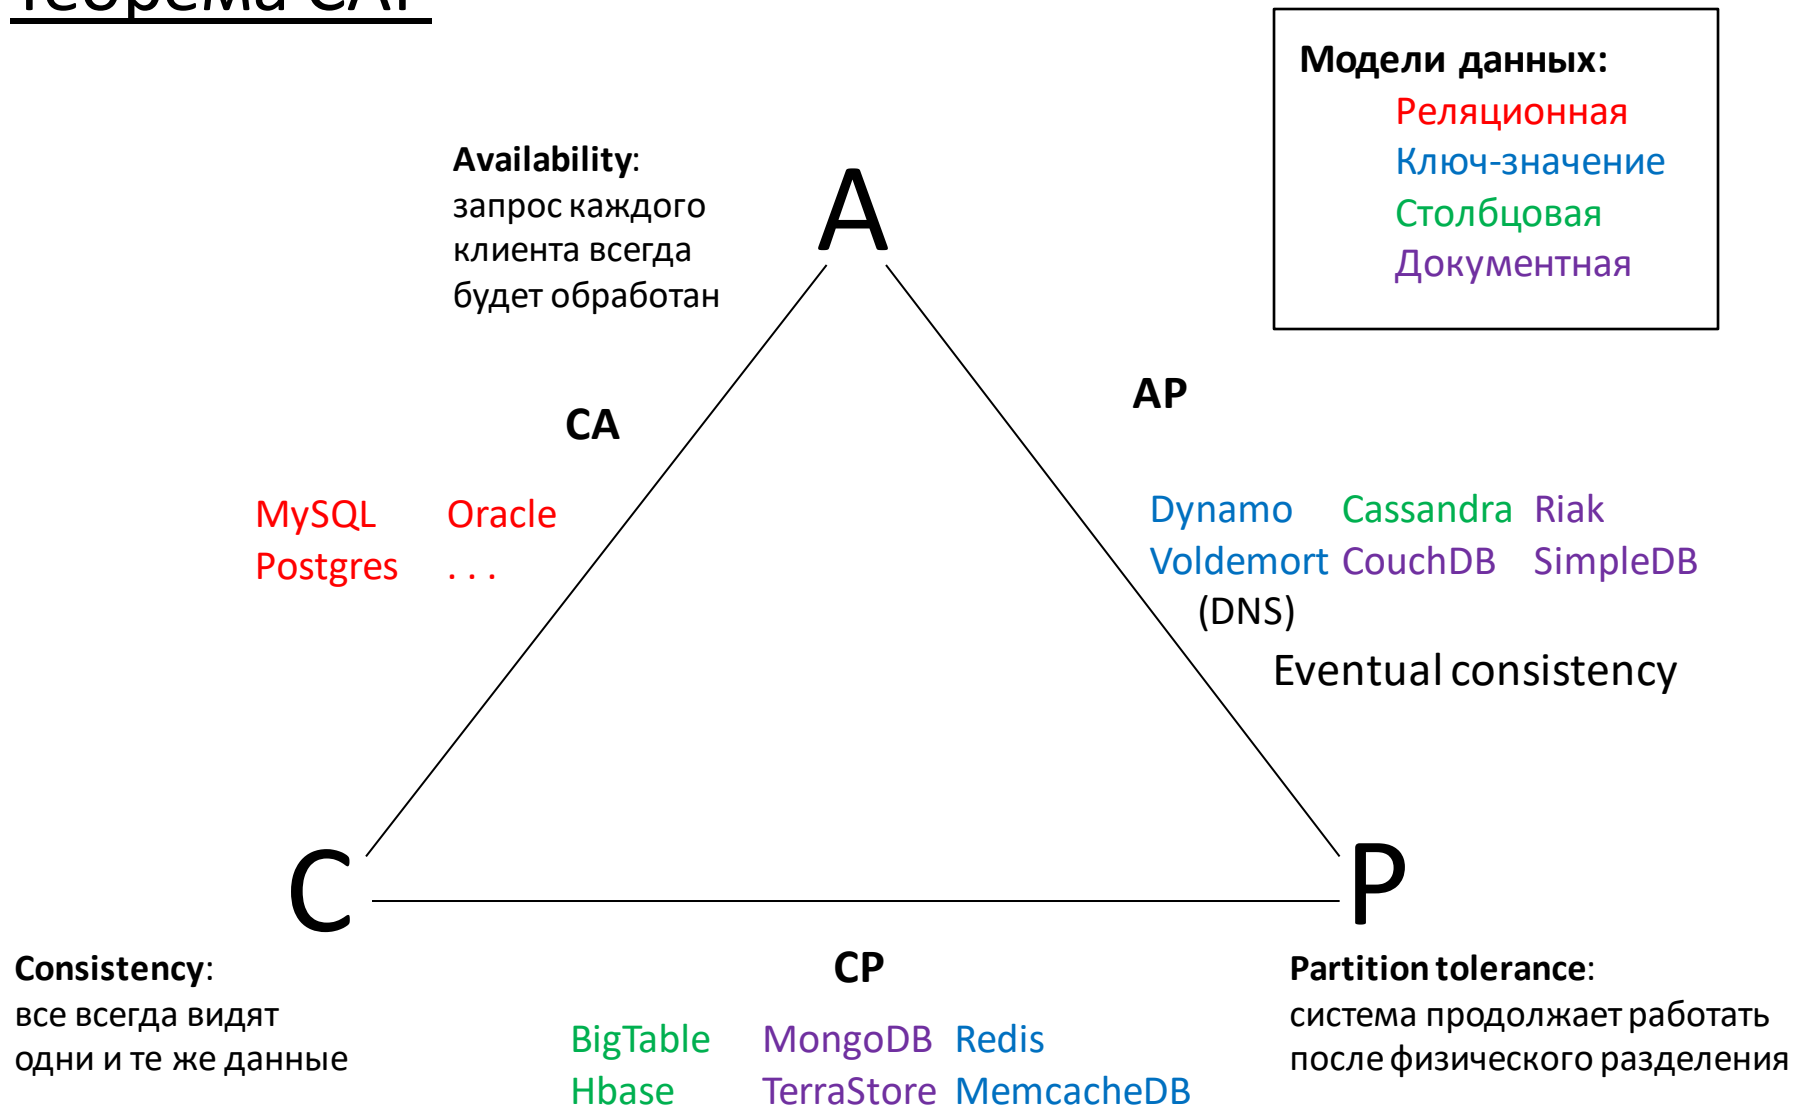 Теорема CAP
Модели данных:
Реляционная
Ключ-значение
Столбцовая
Документная
Availability:
запрос каждого
клиента всегда
будет обработан
A
CA
AP
MySQL Oracle
Postgres . . .
Dynamo Cassandra Riak
Voldemort CouchDB SimpleDB
(DNS)
Eventual consistency
C
P
Consistency:
все всегда видят
одни и те же данные
CP
BigTable MongoDB Redis
Hbase TerraStore MemcacheDB
Partition tolerance:
система продолжает работать
после физического разделения